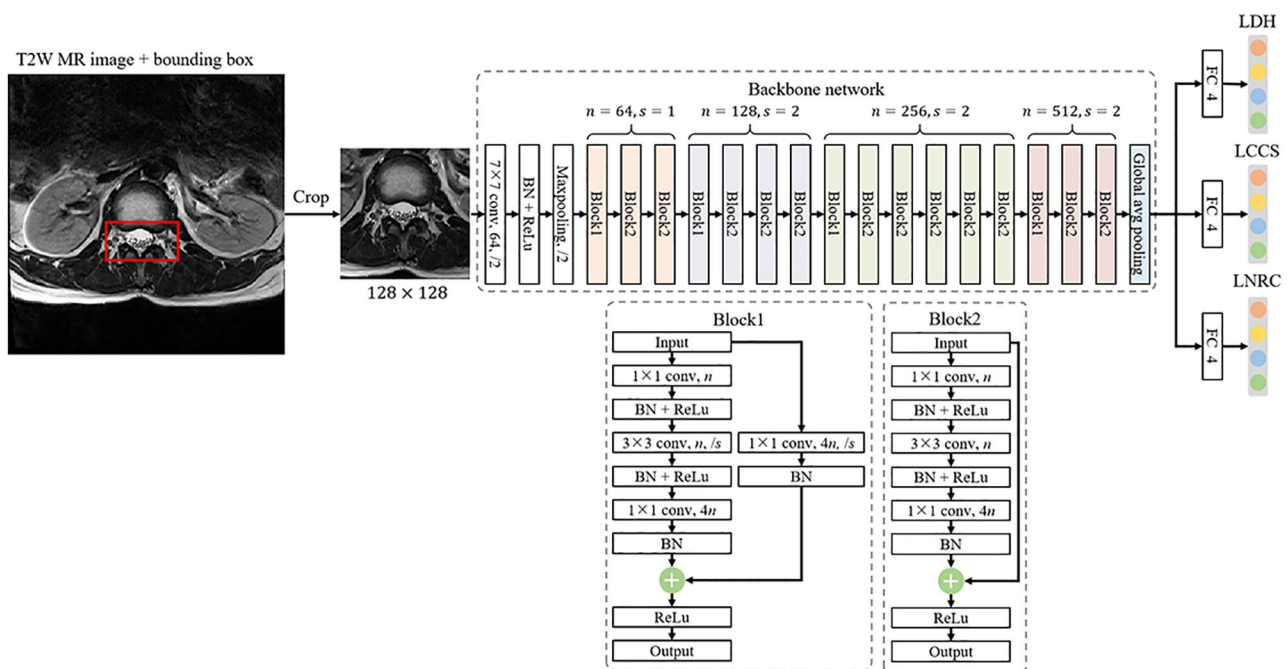 T2W MR image + bounding box
Crop
128 × 128
Backbone network
n = 64, s = 1
n = 128, s = 2
n = 256, s = 2
n = 512, s = 2
7×7 conv, 64, /2
BN + ReLu
Maxpooling, /2
Block1
Block2
Block2
Block1
Block2
Block2
Block2
Block1
Block2
Block2
Block2
Block2
Block2
Block1
Block2
Block2
Global avg pooling
FC 4
LDH
FC 4
LCCS
FC 4
LNRC
Block1
Input
1×1 conv, n
BN + ReLu
3×3 conv, n, /s
BN + ReLu
1×1 conv, 4n
BN
1×1 conv, 4n, /s
BN
+
ReLu
Output
Block2
Input
1×1 conv, n
BN + ReLu
3×3 conv, n
BN + ReLu
1×1 conv, 4n
BN
+
ReLu
Output